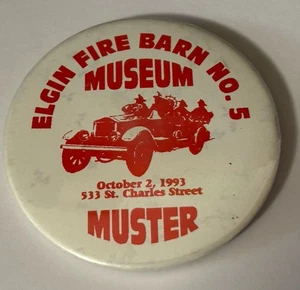 ELGIN FIRE BARN NO. 5
MUSEUM
October 2, 1993
533 St. Charles Street
MUSTER